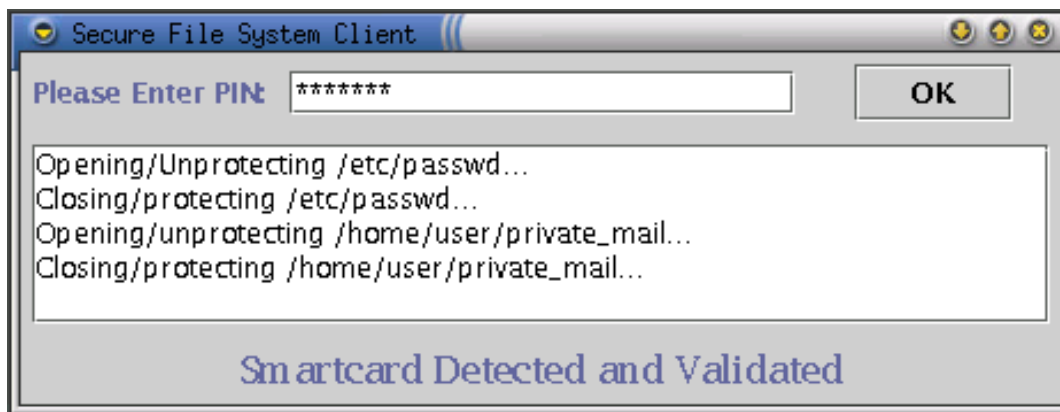 Secure File System Client
Please Enter PIN: ******* OK
Opening/Unprotecting /etc/passwd...
Closing/protecting /etc/passwd...
Opening/unprotecting /home/user/private_mail...
Closing/protecting /home/user/private_mail...
Smartcard Detected and Validated